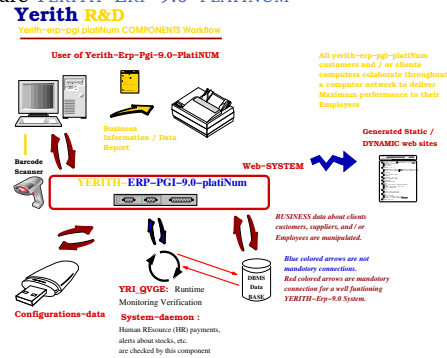 Yerith R&D
Yerith-erp-pgi platiNum COMPONENTS Workflow
User of Yerith-Erp-Pgi-9.0-PlatiNUM
All yerith-erp-pgi-platiNum
customers and / or clients
computers colaborate throughout
a computer network to deliver
Maximum performance to their
Employers
Business
Information / Data
Report
Generated Static /
DYNAMIC web sites
Barcode
Scanner
Web-SYSTEM
YERITH-ERP-PGI-9.0-platiNum
BUSINESS data about clients
customers, suppliers, and / or
Employees are manipulated.
Blue colored arrows are not
mandatory connections.
Red colored arrows are mandatory
connection for a well funtioning
YERITH-Erp-9.0 System.
DBMS
Data
BASE
YRI_QVGE: Runtime
Monitoring Verification
Configurations-data
System-daemon :
Human REsource (HR) payments,
alerts about stocks, etc.
are checked by this component